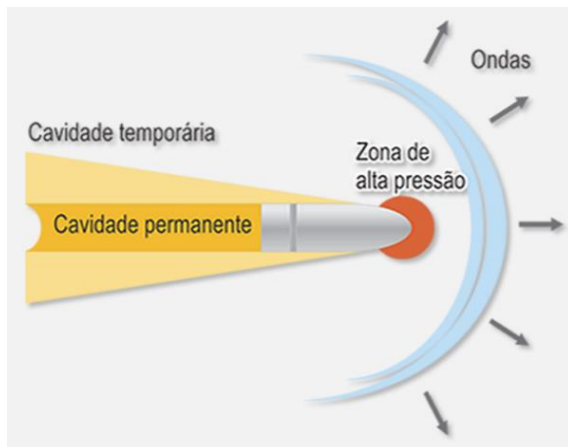 Ondas
Cavidade temporária
Zona de
alta pressão
Cavidade permanente